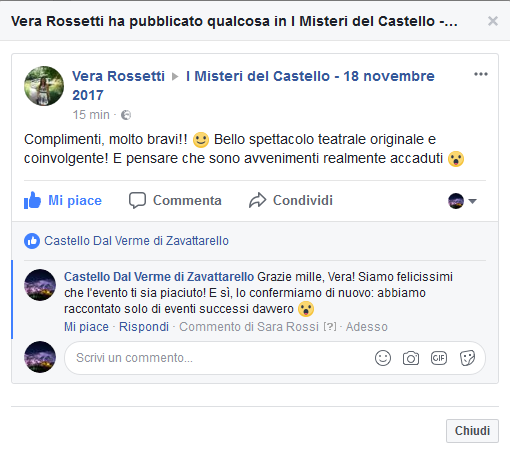 Vera Rossetti ha pubblicato qualcosa in I Misteri del Castello -...
Vera Rossetti ▸ I Misteri del Castello - 18 novembre
2017
15 min ·
Complimenti, molto bravi!! 🙂 Bello spettacolo teatrale originale e
coinvolgente! E pensare che sono avvenimenti realmente accaduti 😮
Mi piace Commenta Condividi
Castello Dal Verme di Zavattarello
Castello Dal Verme di Zavattarello Grazie mille, Vera! Siamo felicissimi
che l'evento ti sia piaciuto! E sì, lo confermiamo di nuovo: abbiamo
raccontato solo di eventi successi davvero 😮
Mi piace · Rispondi · Commento di Sara Rossi [?] · Adesso
Scrivi un commento... GIF
Chiudi